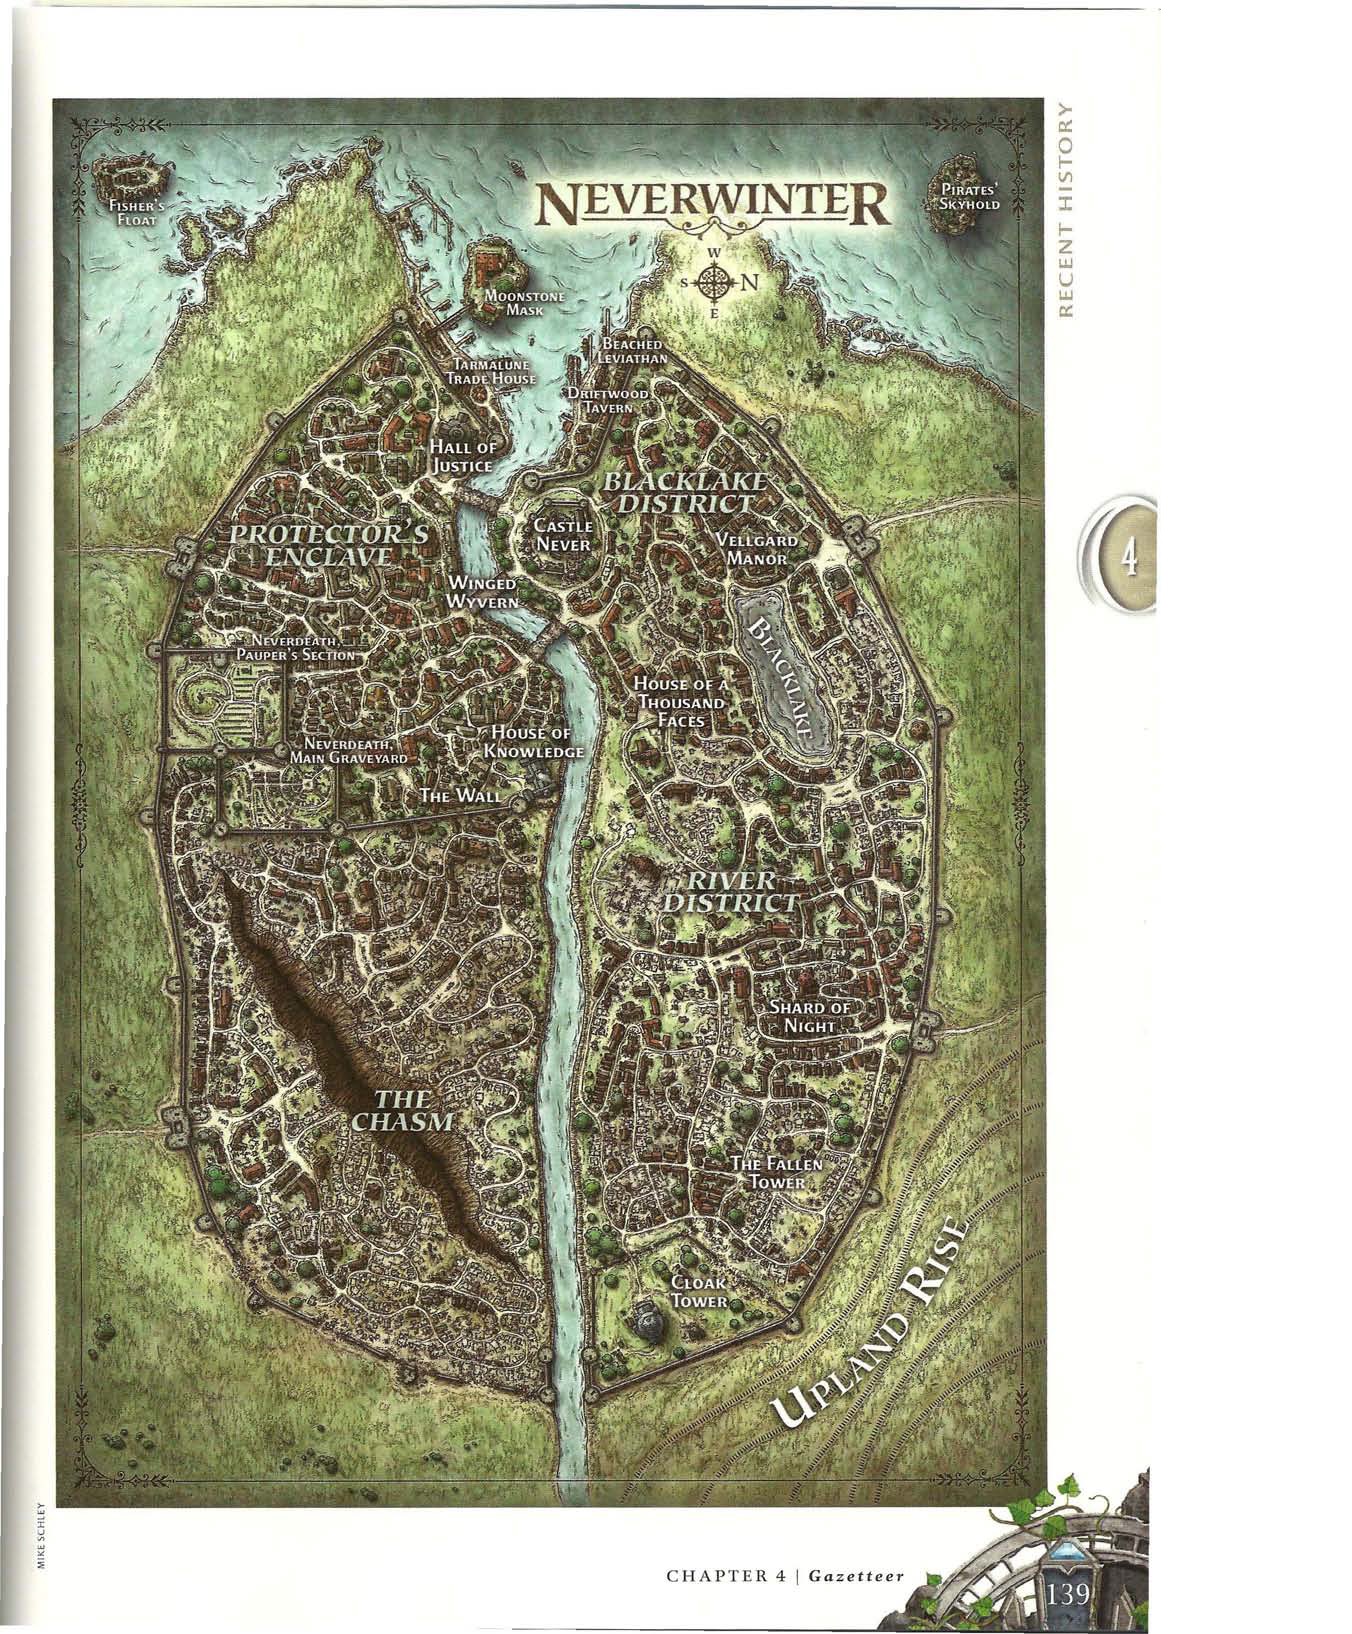 RECENT HISTORY
NEVERWINTER
FISHER'S
FLOAT
PIRATES'
SKYHOLD
W
S
N
E
MOONSTONE
MASK
BEACHED
LEVIATHAN
TARMALUNE
TRADE HOUSE
DRIFTWOOD
TAVERN
HALL OF
JUSTICE
BLACKLAKE
DISTRICT
PROTECTOR'S
ENCLAVE
CASTLE
NEVER
VELLGARD
MANOR
4
WINGED
WYVERN
BLACKLAKE
NEVERDEATH,
PAUPER'S SECTION
HOUSE OF A
THOUSAND
FACES
NEVERDEATH,
MAIN GRAVEYARD
HOUSE OF
KNOWLEDGE
THE WALL
RIVER
DISTRICT
SHARD OF
NIGHT
THE
CHASM
THE FALLEN
TOWER
CLOAK
TOWER
UPLAND RISE
MIKE SCHLEY
CHAPTER 4 | Gazetteer
139